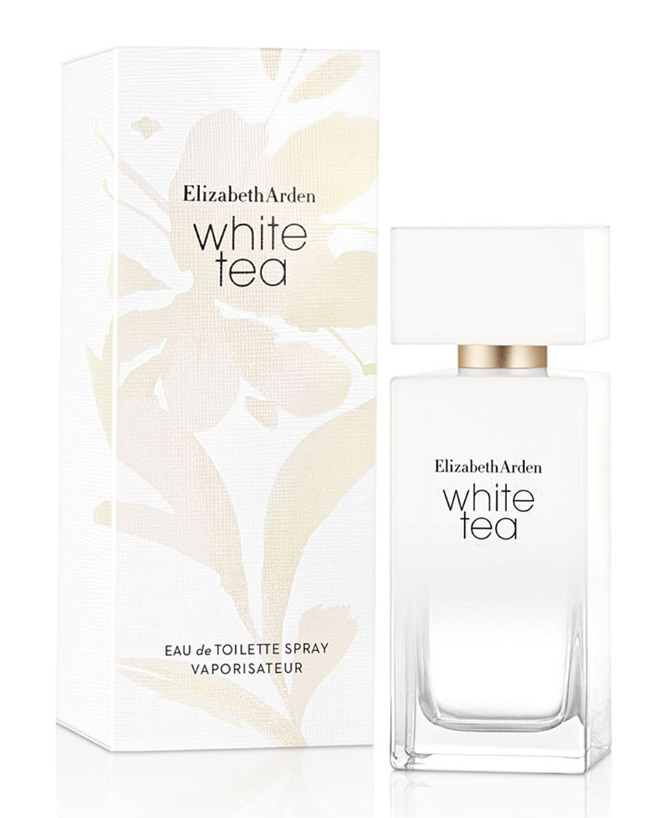 ElizabethArden
white
tea
EAU de TOILETTE SPRAY
VAPORISATEUR
ElizabethArden
white
tea